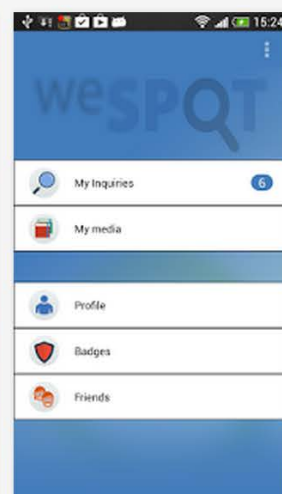 15:24
weSPOT
My Inquiries 6
My media
Profile
Badges
Friends